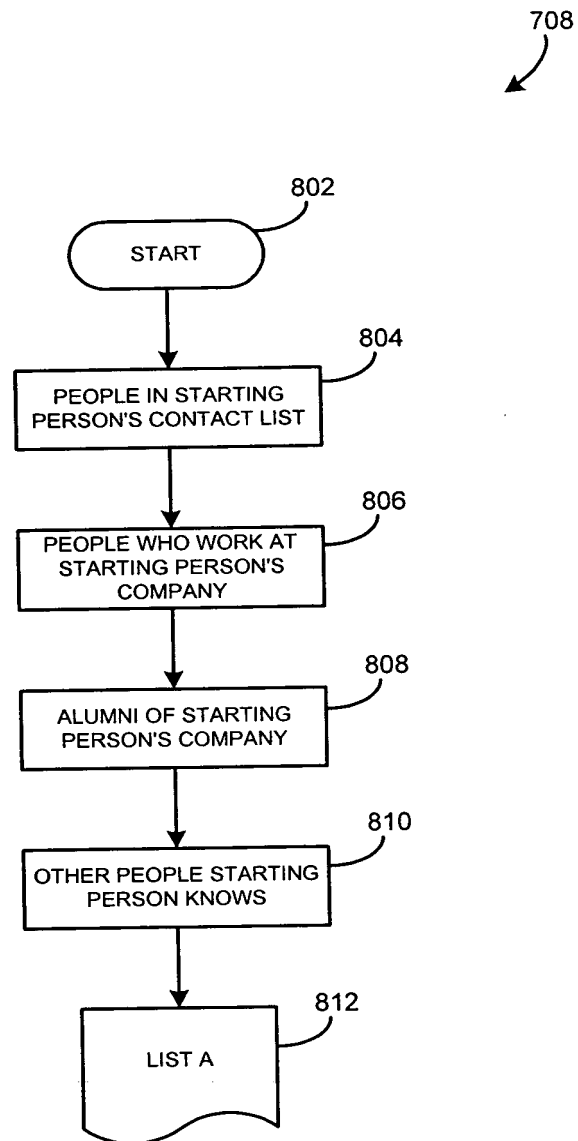 708
802
START
804
PEOPLE IN STARTING
PERSON'S CONTACT LIST
806
PEOPLE WHO WORK AT
STARTING PERSON'S
COMPANY
808
ALUMNI OF STARTING
PERSON'S COMPANY
810
OTHER PEOPLE STARTING
PERSON KNOWS
812
LIST A